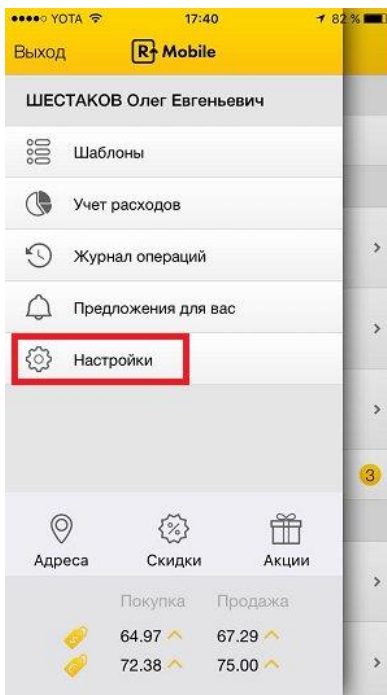 YOTA 17:40 82 %
Выход R Mobile
ШЕСТАКОВ Олег Евгеньевич
Шаблоны
Учет расходов
Журнал операций
Предложения для вас
Настройки
3
Адреса Скидки Акции
Покупка Продажа
64.97 67.29
72.38 75.00